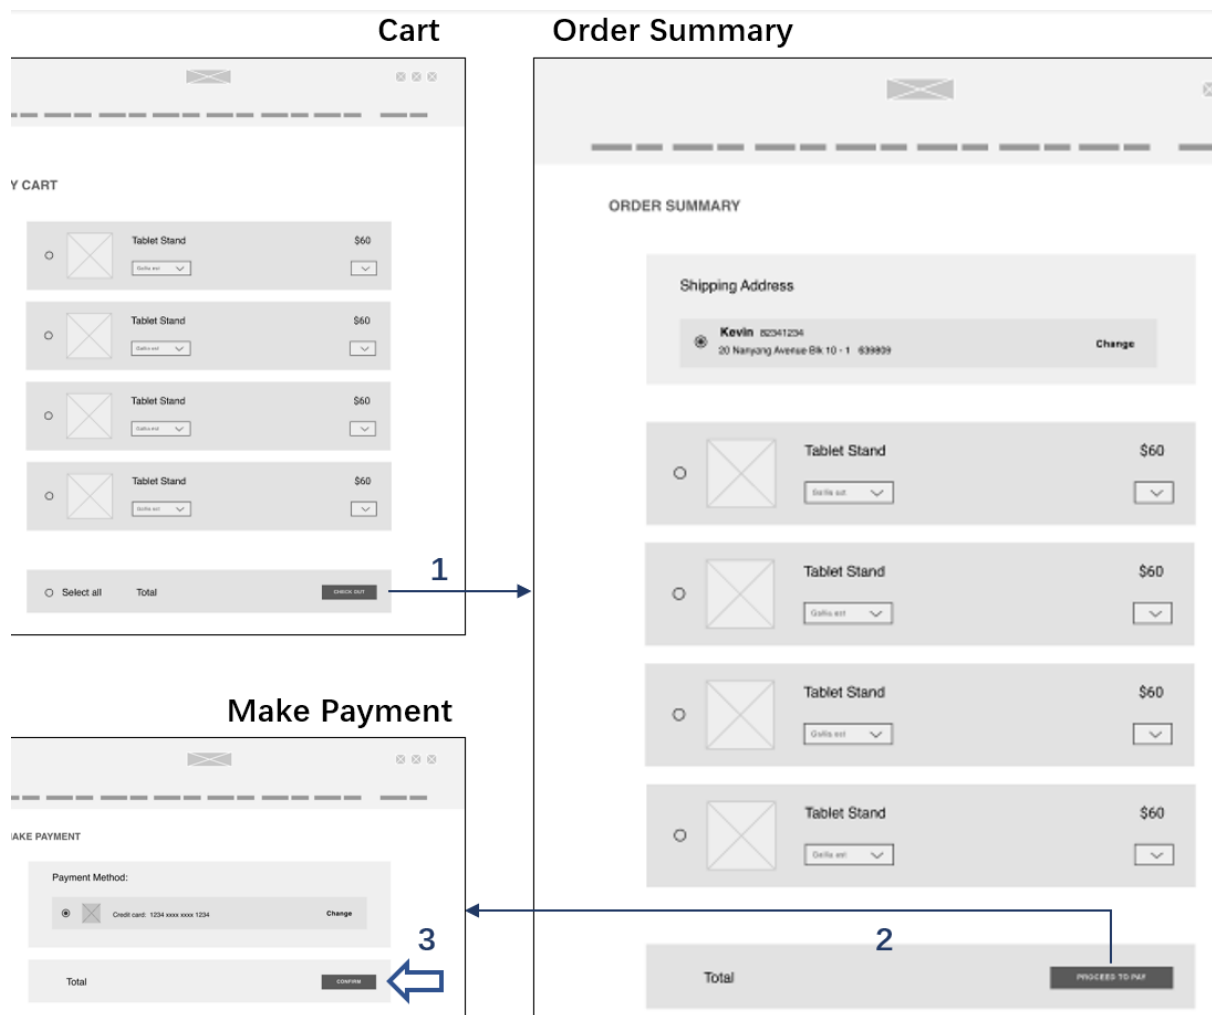 Cart
Order Summary
Y CART
Tablet Stand $60
Tablet Stand $60
Tablet Stand $60
Tablet Stand $60
Select all Total CHECK OUT
1
ORDER SUMMARY
Shipping Address
Kevin 82341234
20 Nanyang Avenue Blk 10 - 1 639809
Change
Tablet Stand $60
Tablet Stand $60
Gallia est
Tablet Stand $60
Tablet Stand $60
Total PROCEED TO PAY
2
Make Payment
AKE PAYMENT
Payment Method:
Credit card: 1234 xxxx xxxx 1234 Change
3
Total CONFIRM